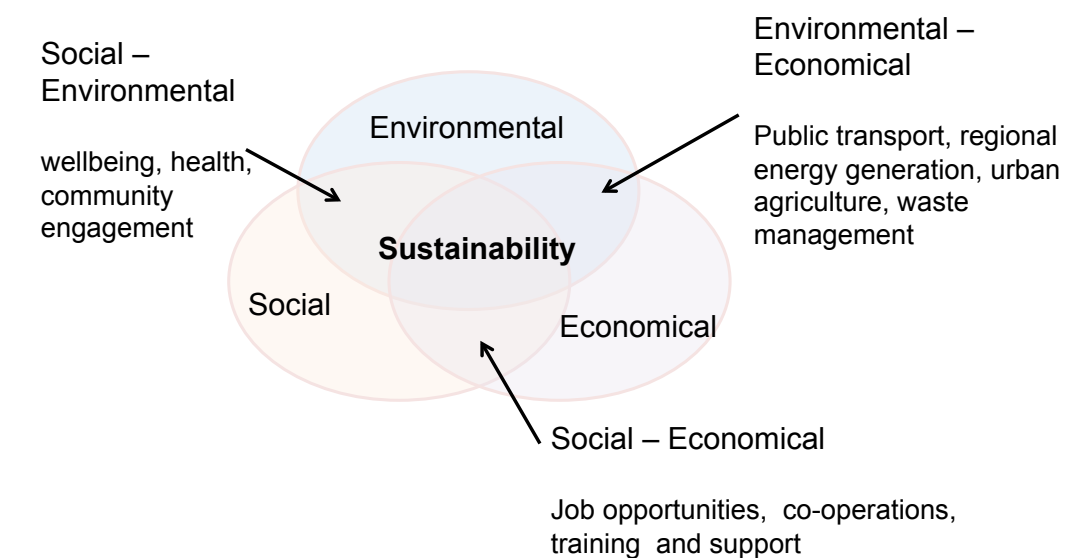 Social –
Environmental
wellbeing, health,
community
engagement
Environmental –
Economical
Public transport, regional
energy generation, urban
agriculture, waste
management
Environmental
Sustainability
Social
Economical
Social – Economical
Job opportunities,  co-operations,
training  and support